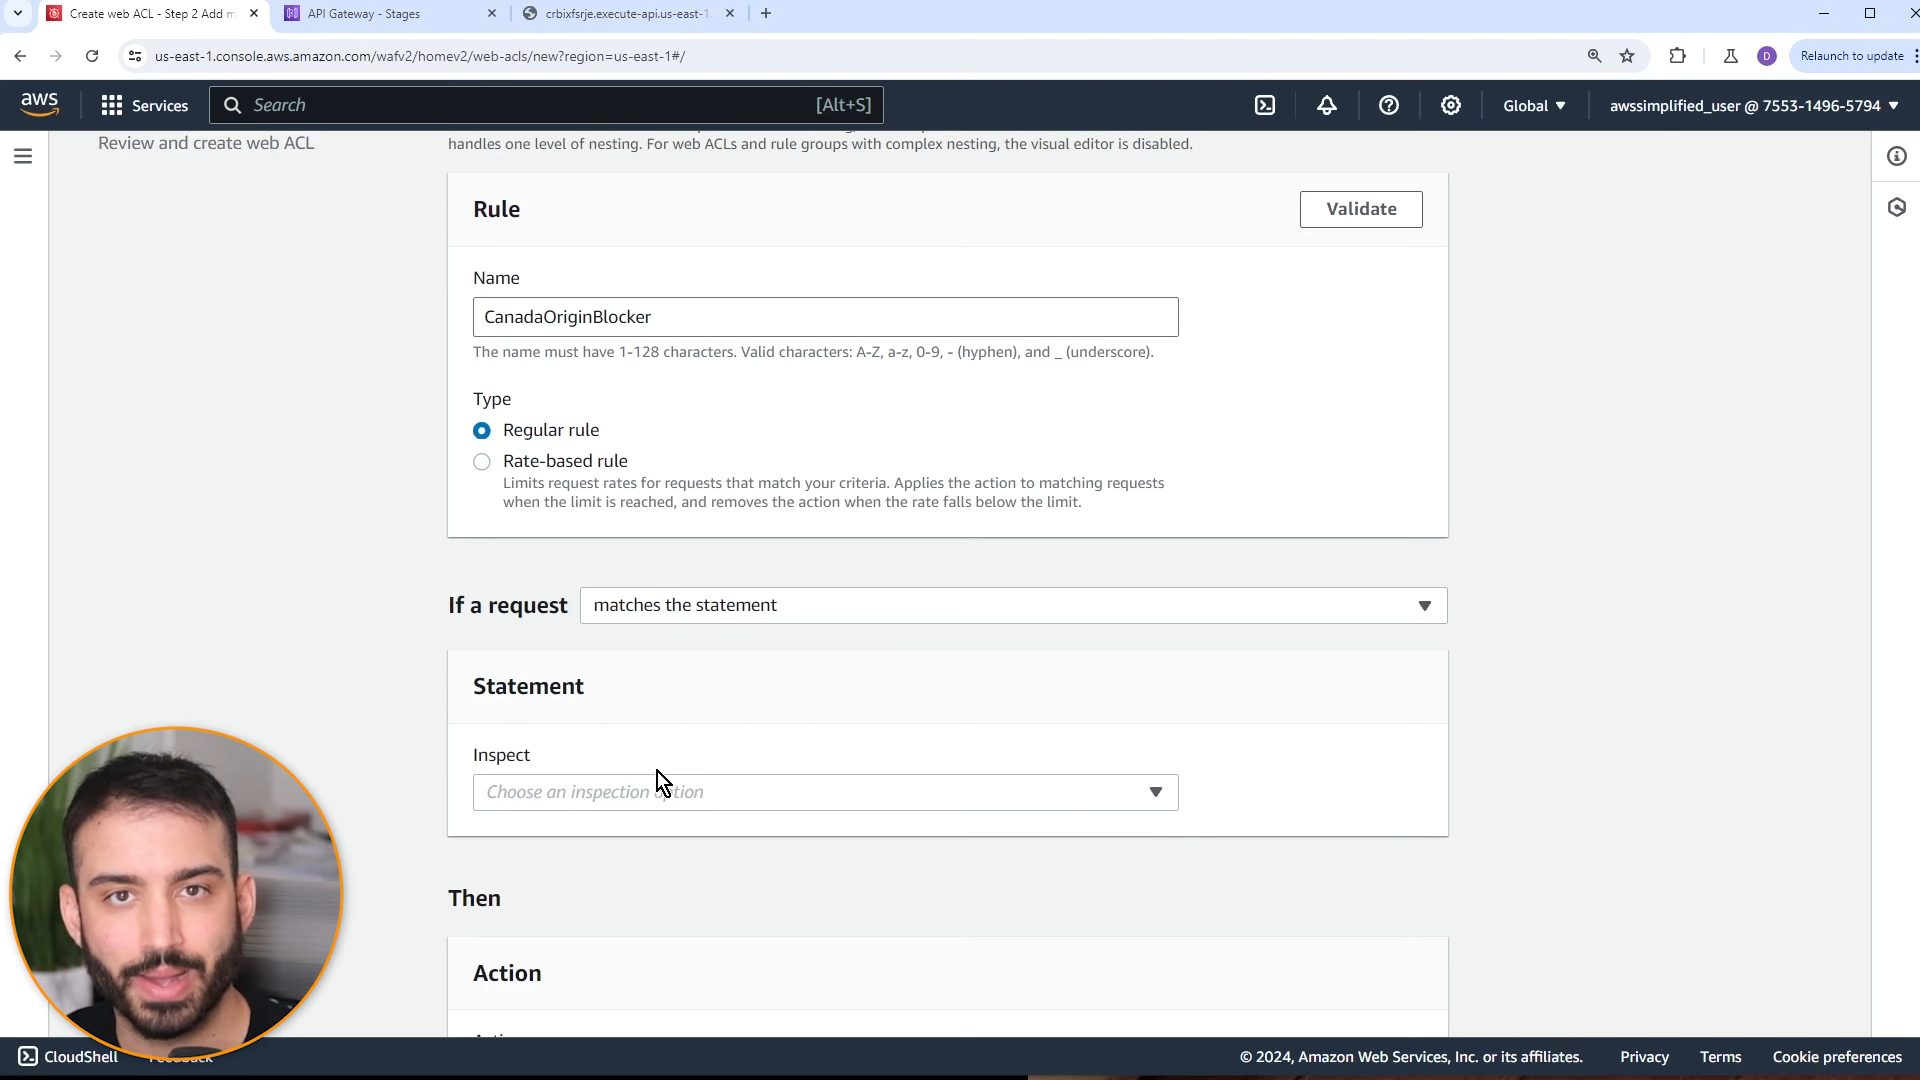 Create web ACL - Step 2 Add m
API Gateway - Stages
crbixfsrje.execute-api.us-east-1
us-east-1.console.aws.amazon.com/wafv2/homev2/web-acls/new?region=us-east-1#/
D
Relaunch to update
aws
Services
Search
[Alt+S]
Global
awssimplified_user @ 7553-1496-5794
Review and create web ACL
handles one level of nesting. For web ACLs and rule groups with complex nesting, the visual editor is disabled.
Rule
Validate
Name
CanadaOriginBlocker
The name must have 1-128 characters. Valid characters: A-Z, a-z, 0-9, - (hyphen), and _ (underscore).
Type
Regular rule
Rate-based rule
Limits request rates for requests that match your criteria. Applies the action to matching requests
when the limit is reached, and removes the action when the rate falls below the limit.
If a request
matches the statement
Statement
Inspect
Choose an inspection option
Then
Action
CloudShell
Feedback
© 2024, Amazon Web Services, Inc. or its affiliates.
Privacy
Terms
Cookie preferences